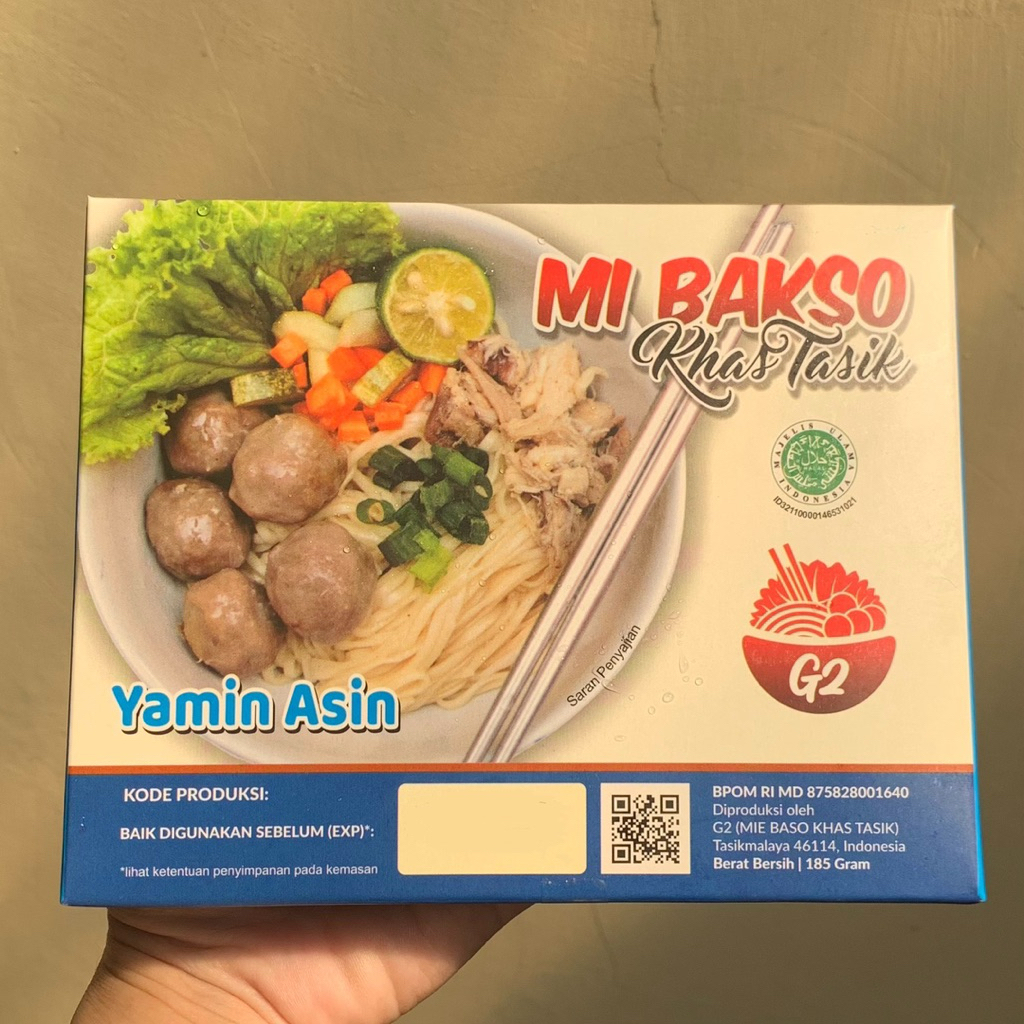 MI BAKSO
Khas Tasik
MAJELIS ULAMA INDONESIA
حلال
HALAL
ID32110000146531021
G2
Saran Penyajian
Yamin Asin
KODE PRODUKSI:
BAIK DIGUNAKAN SEBELUM (EXP)*:
*lihat ketentuan penyimpanan pada kemasan
BPOM RI MD 875828001640
Diproduksi oleh
G2 (MIE BASO KHAS TASIK)
Tasikmalaya 46114, Indonesia
Berat Bersih | 185 Gram